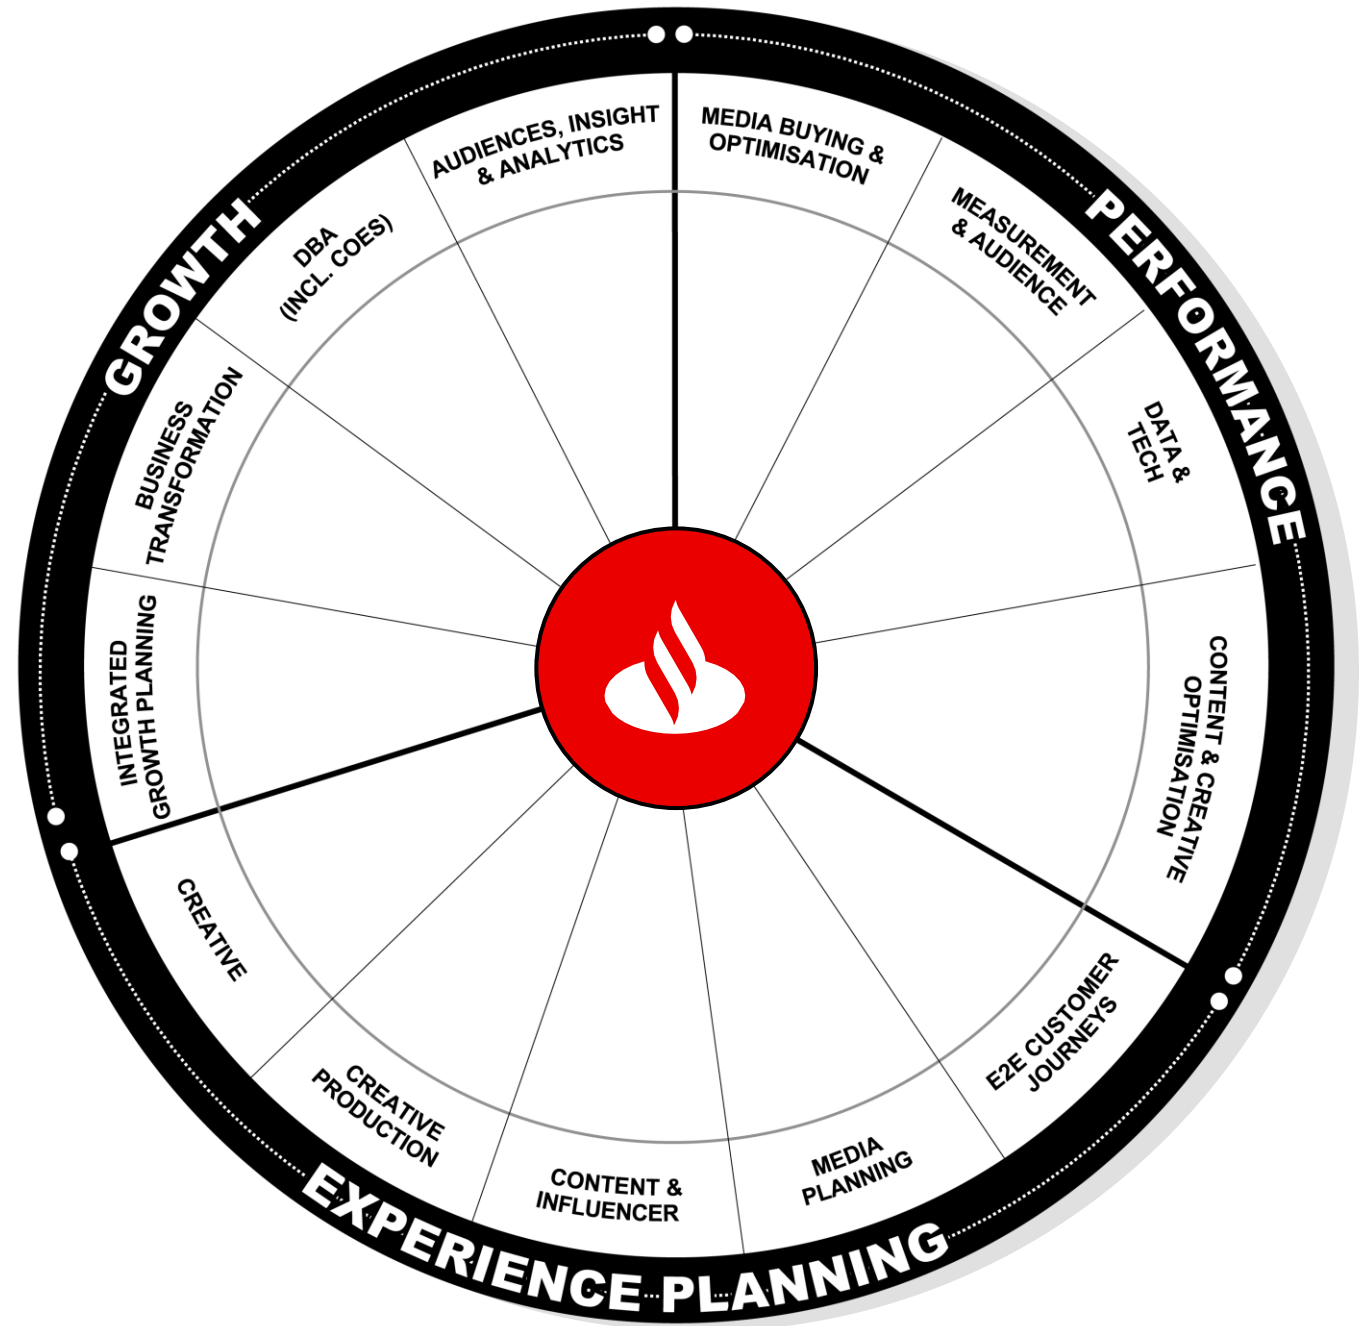 GROWTH
AUDIENCES, INSIGHT
& ANALYTICS
DBA
(INCL. COES)
BUSINESS
TRANSFORMATION
INTEGRATED
GROWTH PLANNING
PERFORMANCE
MEDIA BUYING &
OPTIMISATION
MEASUREMENT
& AUDIENCE
DATA &
TECH
CONTENT & CREATIVE
OPTIMISATION
EXPERIENCE PLANNING
E2E CUSTOMER
JOURNEYS
MEDIA
PLANNING
CONTENT &
INFLUENCER
CREATIVE
PRODUCTION
CREATIVE